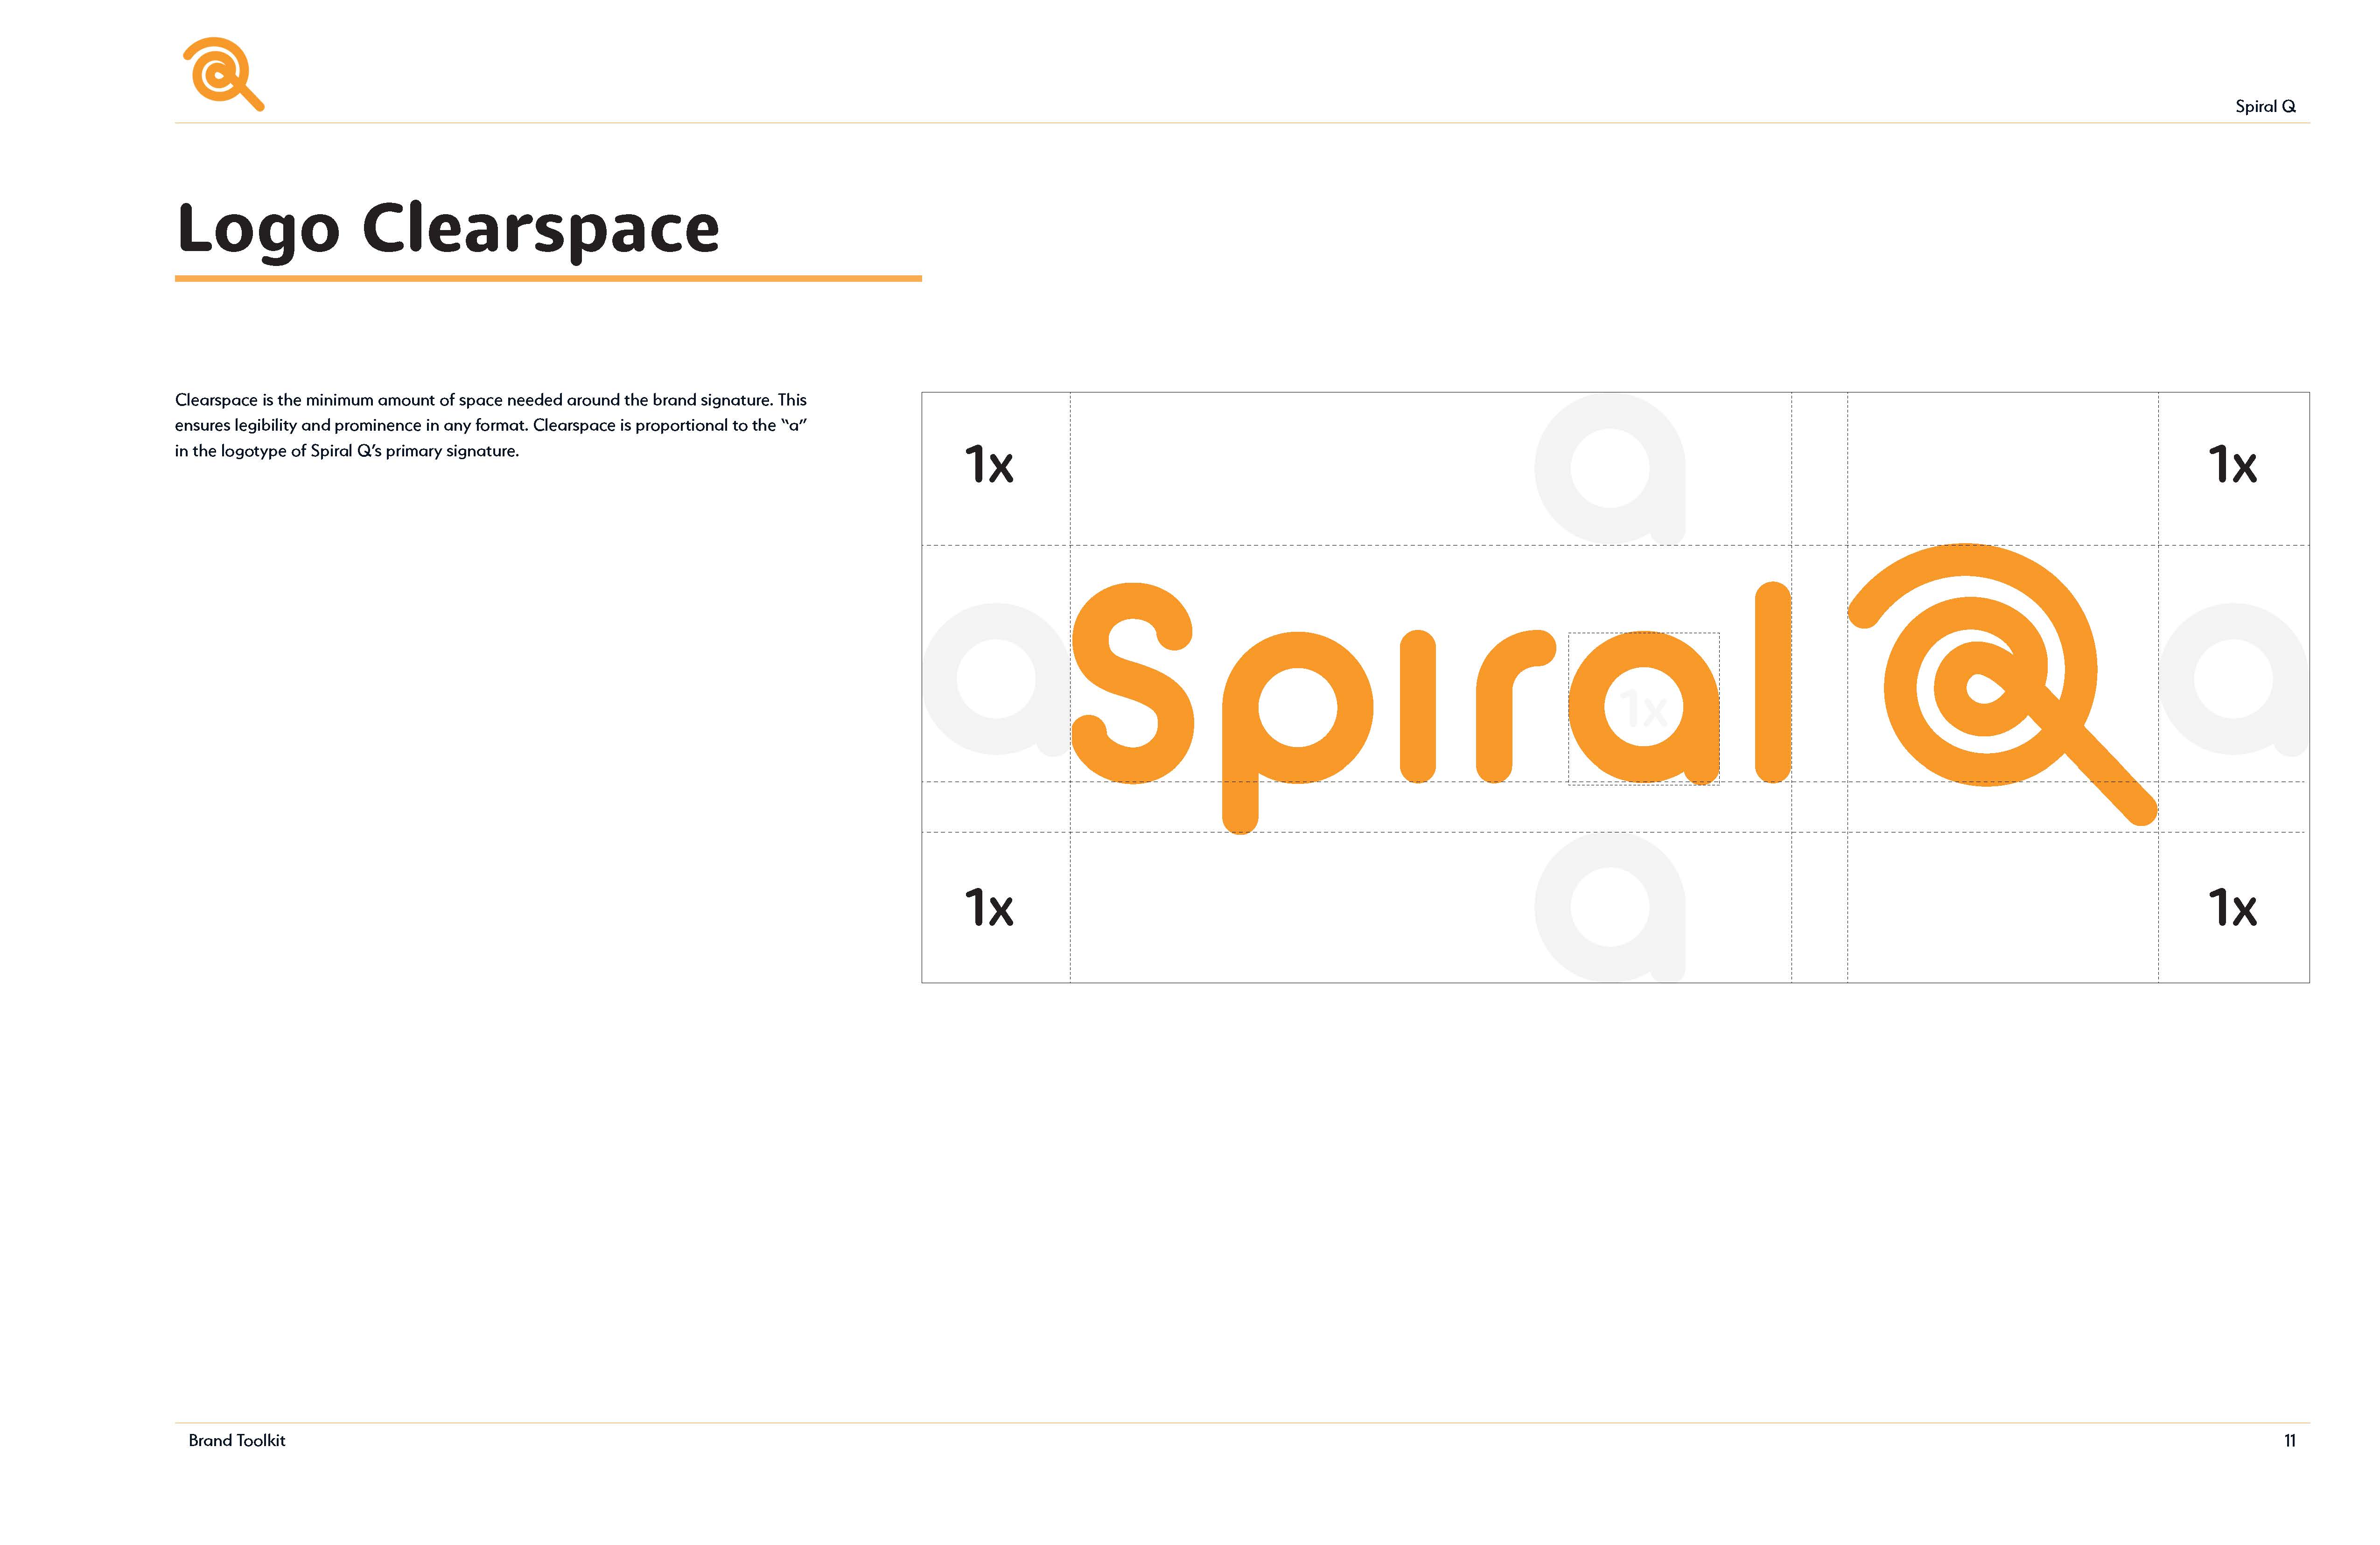 Spiral Q
Logo Clearspace
Clearspace is the minimum amount of space needed around the brand signature. This
ensures legibility and prominence in any format. Clearspace is proportional to the “a”
in the logotype of Spiral Q’s primary signature.
1x
a
1x
a
Spiral Q
1x
a
1x
a
1x
Brand Toolkit
11